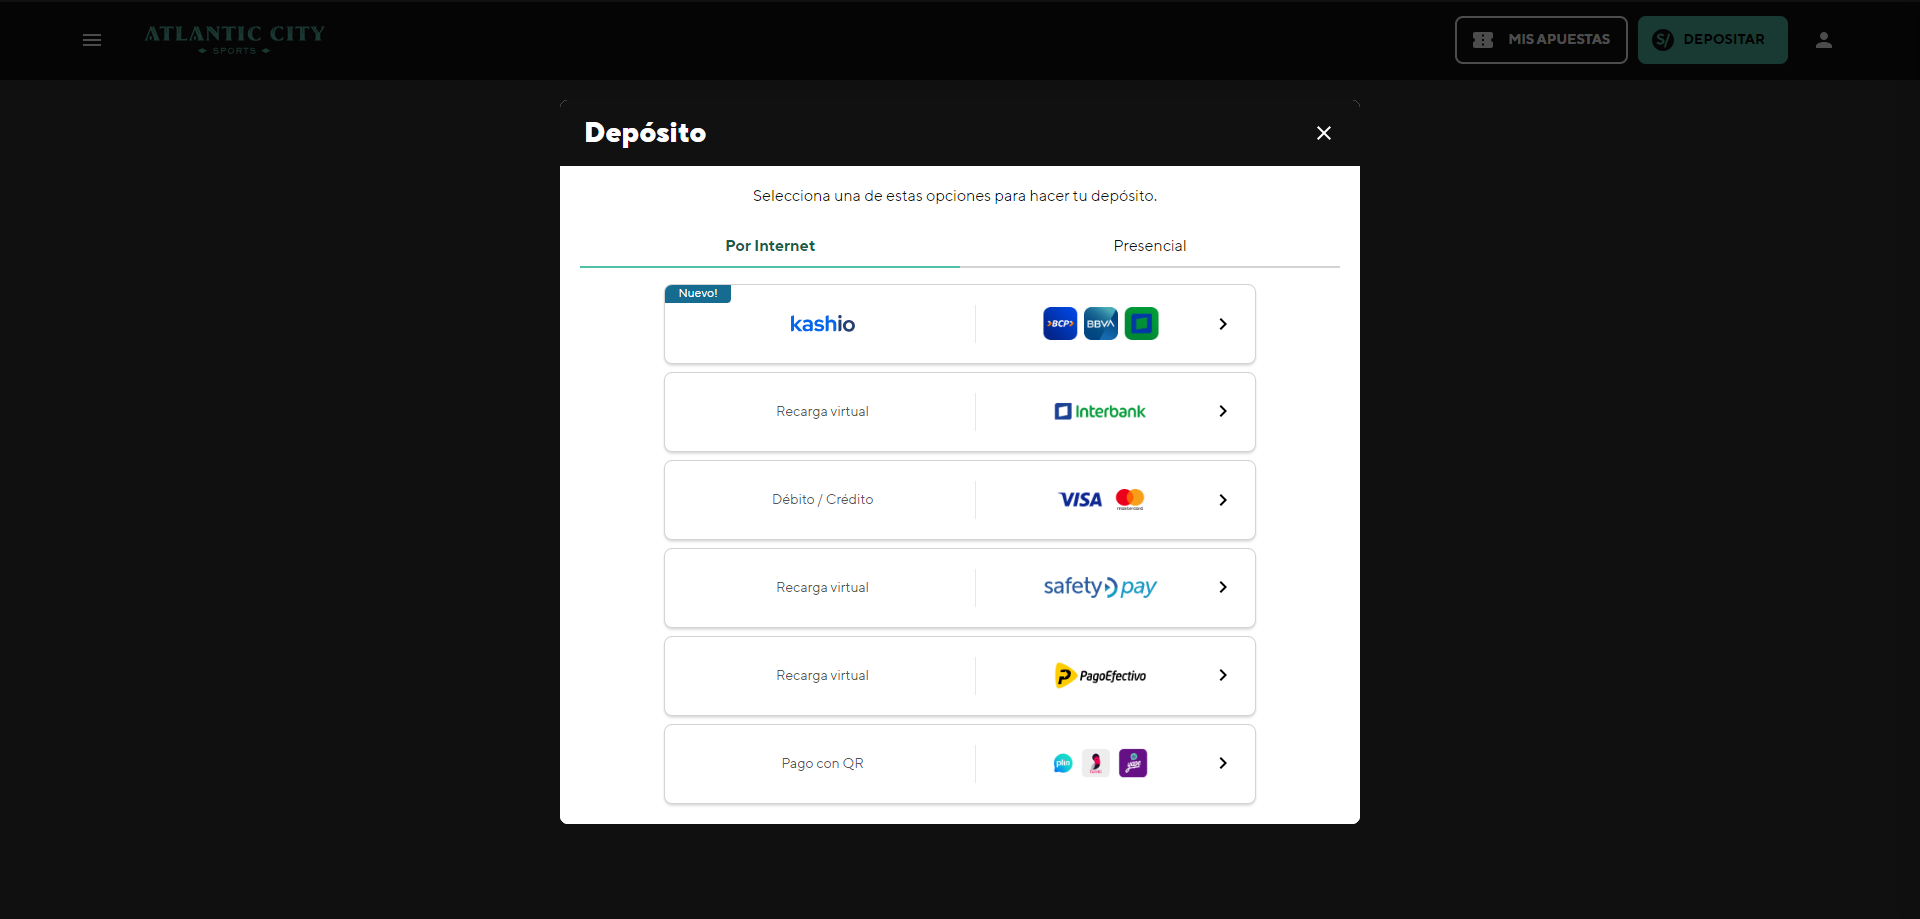 ATLANTIC CITY
SPORTS
MIS APUESTAS
S/ DEPOSITAR
Depósito
Selecciona una de estas opciones para hacer tu depósito.
Por Internet
Presencial
Nuevo!
kashio
BCP
BBVA
Recarga virtual
Interbank
Débito / Crédito
VISA
mastercard
Recarga virtual
safetypay
Recarga virtual
PagoEfectivo
Pago con QR
plin
yape